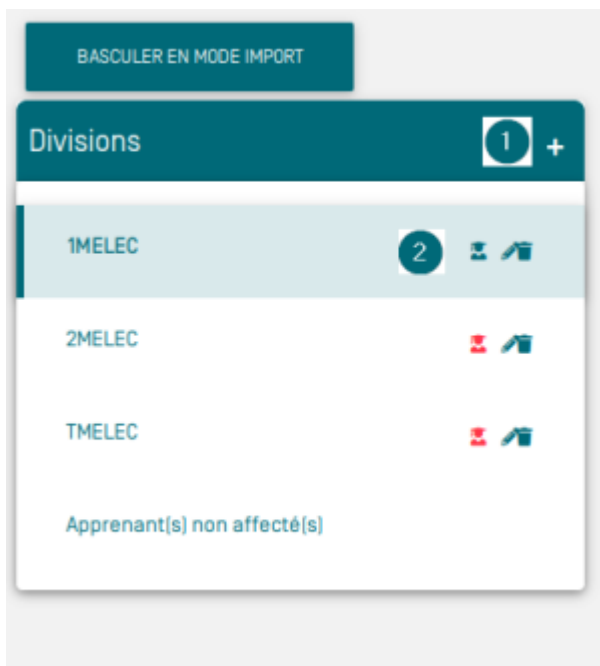 BASCULER EN MODE IMPORT
Divisions 1 +
1MELEC 2
2MELEC
TMELEC
Apprenant(s) non affecté(s)